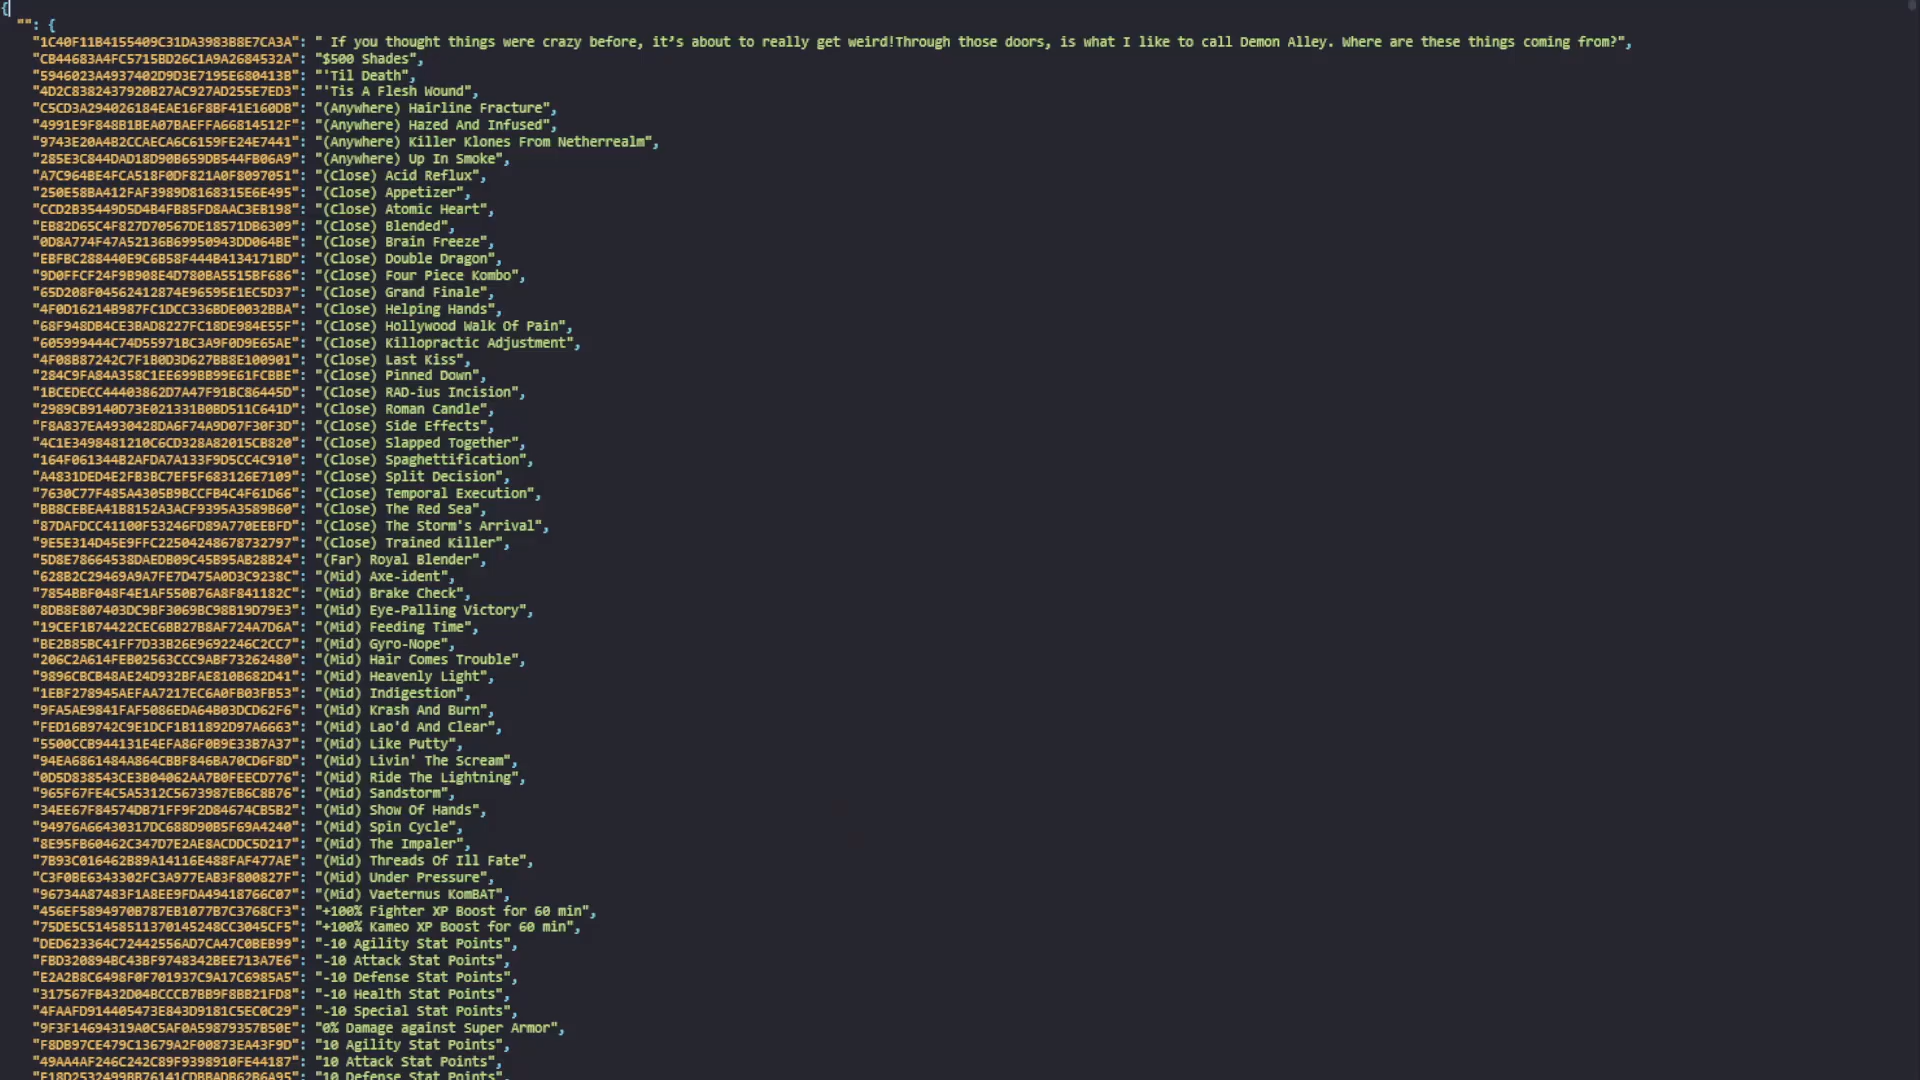 {
"": {
"1C40F11B4155409C31DA3983B8E7CA3A": " If you thought things were crazy before, it's about to really get weird!Through those doors, is what I like to call Demon Alley. Where are these things coming from?",
"CB44683A4FC5715BD26C1A9A2684532A": "$500 Shades",
"5946023A4937402D9D3E7195E680413B": "'Til Death",
"4D2C8382437920B27AC927AD255E7ED3": "'Tis A Flesh Wound",
"C5CD3A294026184EAE16F8BF41E160DB": "(Anywhere) Hairline Fracture",
"4991E9F848B1BEA07BAEFFA66814512F": "(Anywhere) Hazed And Infused",
"9743E20A4B2CCAECA6C6159FE24E7441": "(Anywhere) Killer Klones From Netherrealm",
"285E3C844DAD18D90B659DB544FB06A9": "(Anywhere) Up In Smoke",
"A7C964BE4FCA518F0DF821A0F8097051": "(Close) Acid Reflux",
"250E58BA412FAF3989D8168315E6E495": "(Close) Appetizer",
"CCD2B35449D5D4B4FB85FD8AAC3EB198": "(Close) Atomic Heart",
"EB82D65C4F827D70567DE18571DB6309": "(Close) Blended",
"0D8A774F47A52136B69950943DD064BE": "(Close) Brain Freeze",
"EBFBC288440E9C6B58F444B4134171BD": "(Close) Double Dragon",
"9D0FFCF24F9B908E4D780BA5515BF686": "(Close) Four Piece Kombo",
"65D208F04562412874E96595E1EC5D37": "(Close) Grand Finale",
"4F0D16214B987FC1DCC336BDE0032BBA": "(Close) Helping Hands",
"68F948DB4CE3BAD8227FC18DE984E55F": "(Close) Hollywood Walk Of Pain",
"605999444C74D55971BC3A9F0D9E65AE": "(Close) Killopractic Adjustment",
"4F08B87242C7F1B0D3D627BB8E100901": "(Close) Last Kiss",
"284C9FA84A358C1EE699BB99E61FCBBE": "(Close) Pinned Down",
"1BCEDECC44403862D7A47F91BC86445D": "(Close) RAD-ius Incision",
"2989CB9140D73E021331B0BD511C641D": "(Close) Roman Candle",
"F8A837EA4930428DA6F74A9D07F30F3D": "(Close) Side Effects",
"4C1E3498481210C6CD328A82015CB820": "(Close) Slapped Together",
"164F061344B2AFDA7A133F9D5CC4C910": "(Close) Spaghettification",
"A4831DED4E2FB3BC7EF5F683126E7109": "(Close) Split Decision",
"7630C77F485A4305B9BCCFB4C4F61D66": "(Close) Temporal Execution",
"BB8CEBEA41B8152A3ACF9395A3589B60": "(Close) The Red Sea",
"87DAFDCC41100F53246FD89A770EEBFD": "(Close) The Storm's Arrival",
"9E5E314D45E9FFC22504248678732797": "(Close) Trained Killer",
"5D8E78664538DAEDB09C45B95AB28B24": "(Far) Royal Blender",
"628B2C29469A9A7FE7D475A0D3C9238C": "(Mid) Axe-ident",
"7854BBF048F4E1AF550B76A8F841182C": "(Mid) Brake Check",
"8DB8E807403DC9BF3069BC98B19D79E3": "(Mid) Eye-Palling Victory",
"19CEF1B74422CEC6BB27B8AF724A7D6A": "(Mid) Feeding Time",
"BE2B85BC41FF7D33B26E9692246C2CC7": "(Mid) Gyro-Nope",
"206C2A614FEB02563CCC9ABF73262480": "(Mid) Hair Comes Trouble",
"9896CBCB48AE24D932BFAE810B682D41": "(Mid) Heavenly Light",
"1EBF278945AEFAA7217EC6A0FB03FB53": "(Mid) Indigestion",
"9FA5AE9841FAF5086EDA64B03DCD62F6": "(Mid) Krash And Burn",
"FED16B9742C9E1DCF1B11892D97A6663": "(Mid) Lao'd And Clear",
"5500CCB944131E4EFA86F0B9E33B7A37": "(Mid) Like Putty",
"94EA6861484A864CBBF846BA70CD6F8D": "(Mid) Livin' The Scream",
"0D5D838543CE3B04062AA7B0FEECD776": "(Mid) Ride The Lightning",
"965F67FE4C5A5312C5673987EB6C8B76": "(Mid) Sandstorm",
"34EE67F84574DB71FF9F2D84674CB5B2": "(Mid) Show Of Hands",
"94976A66430317DC688D90B5F69A4240": "(Mid) Spin Cycle",
"8E95FB60462C347D7E2AE8ACDDC5D217": "(Mid) The Impaler",
"7B93C016462B89A14116E488FAF477AE": "(Mid) Threads Of Ill Fate",
"C3F0BE6343302FC3A977EAB3F800827F": "(Mid) Under Pressure",
"96734A87483F1A8EE9FDA49418766C07": "(Mid) Vaeternus KomBAT",
"456EF5894970B787EB1077B7C3768CF3": "+100% Fighter XP Boost for 60 min",
"75DE5C51458511370145248CC3045CF5": "+100% Kameo XP Boost for 60 min",
"DED623364C72442556AD7CA47C0BEB99": "-10 Agility Stat Points",
"FBD320894BC43BF9748342BEE713A7E6": "-10 Attack Stat Points",
"E2A2B8C6498F0F701937C9A17C6985A5": "-10 Defense Stat Points",
"317567FB432D04BCCCB7BB9F8BB21FD8": "-10 Health Stat Points",
"4FAAFD914405473E843D9181C5EC0C29": "-10 Special Stat Points",
"9F3F14694319A0C5AF0A59879357B50E": "0% Damage against Super Armor",
"F8DB97CE479C13679A2F00873EA43F9D": "10 Agility Stat Points",
"49AA4AF246C242C89F9398910FE44187": "10 Attack Stat Points",
"F18D2532499BB76141CDBBADB62B6A95": "10 Defense Stat Points",